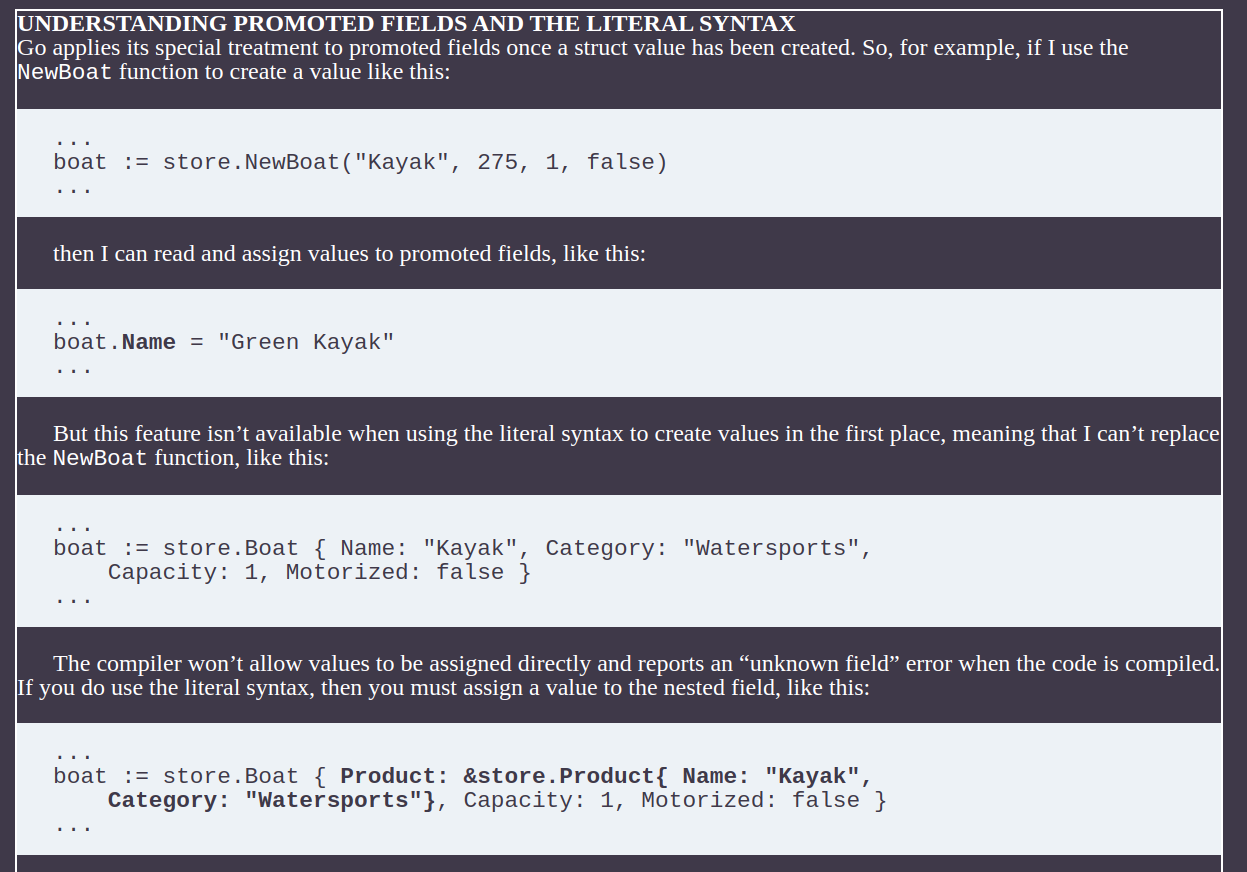 UNDERSTANDING PROMOTED FIELDS AND THE LITERAL SYNTAX
Go applies its special treatment to promoted fields once a struct value has been created. So, for example, if I use the
NewBoat function to create a value like this:
...
boat := store.NewBoat("Kayak", 275, 1, false)
...
then I can read and assign values to promoted fields, like this:
...
boat.Name = "Green Kayak"
...
But this feature isn’t available when using the literal syntax to create values in the first place, meaning that I can’t replace
the NewBoat function, like this:
...
boat := store.Boat { Name: "Kayak", Category: "Watersports",
    Capacity: 1, Motorized: false }
...
The compiler won’t allow values to be assigned directly and reports an “unknown field” error when the code is compiled.
If you do use the literal syntax, then you must assign a value to the nested field, like this:
...
boat := store.Boat { Product: &store.Product{ Name: "Kayak",
    Category: "Watersports"}, Capacity: 1, Motorized: false }
...